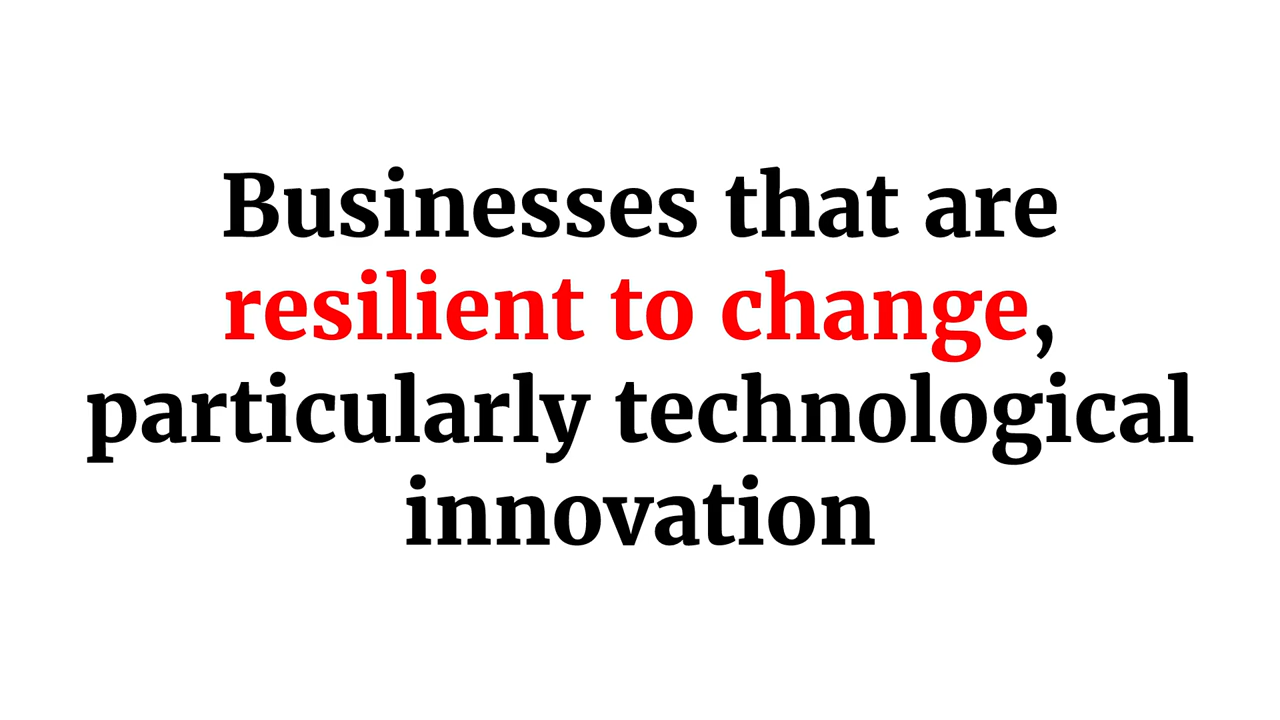 Businesses that are
resilient to change,
particularly technological
innovation